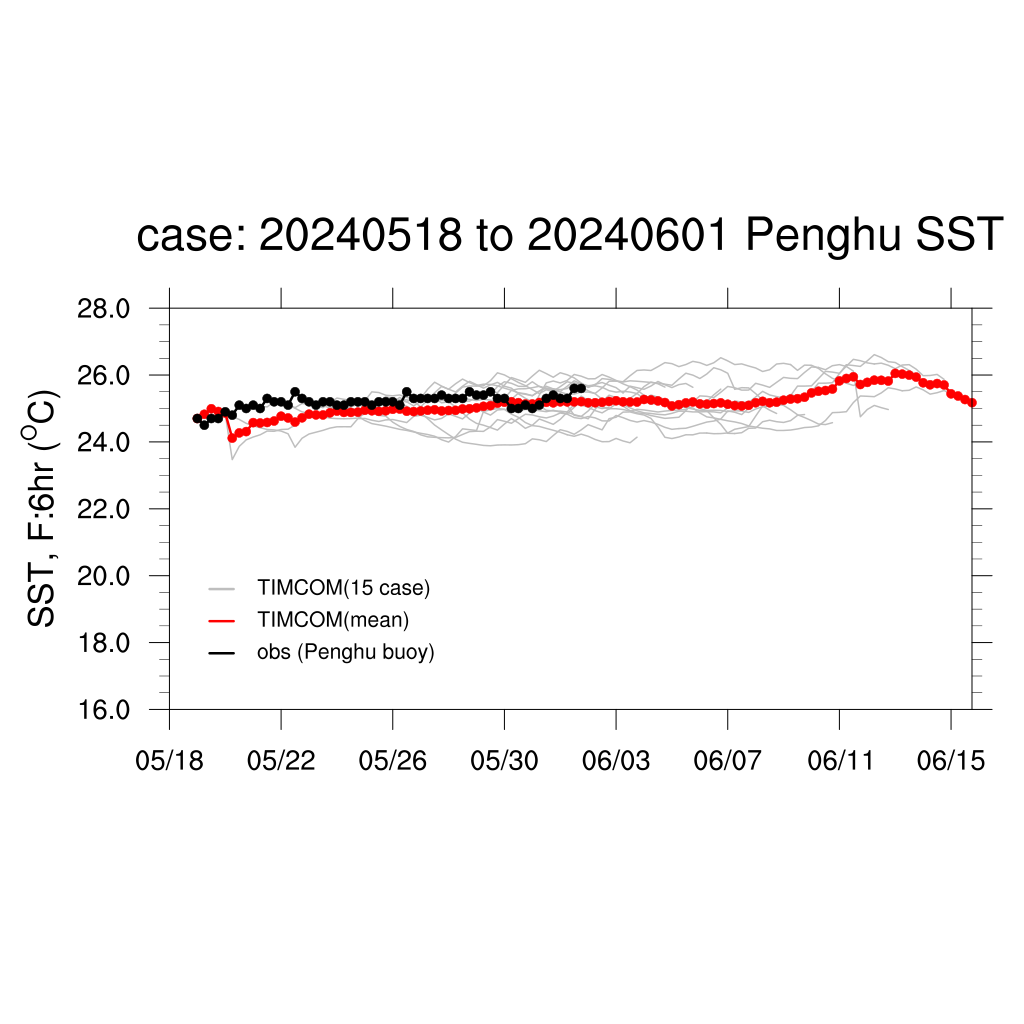 case: 20240518 to 20240601 Penghu SST
SST, F:6hr (°C)
28.0
26.0
24.0
22.0
20.0
18.0
16.0
TIMCOM(15 case)
TIMCOM(mean)
obs (Penghu buoy)
05/18 05/22 05/26 05/30 06/03 06/07 06/11 06/15